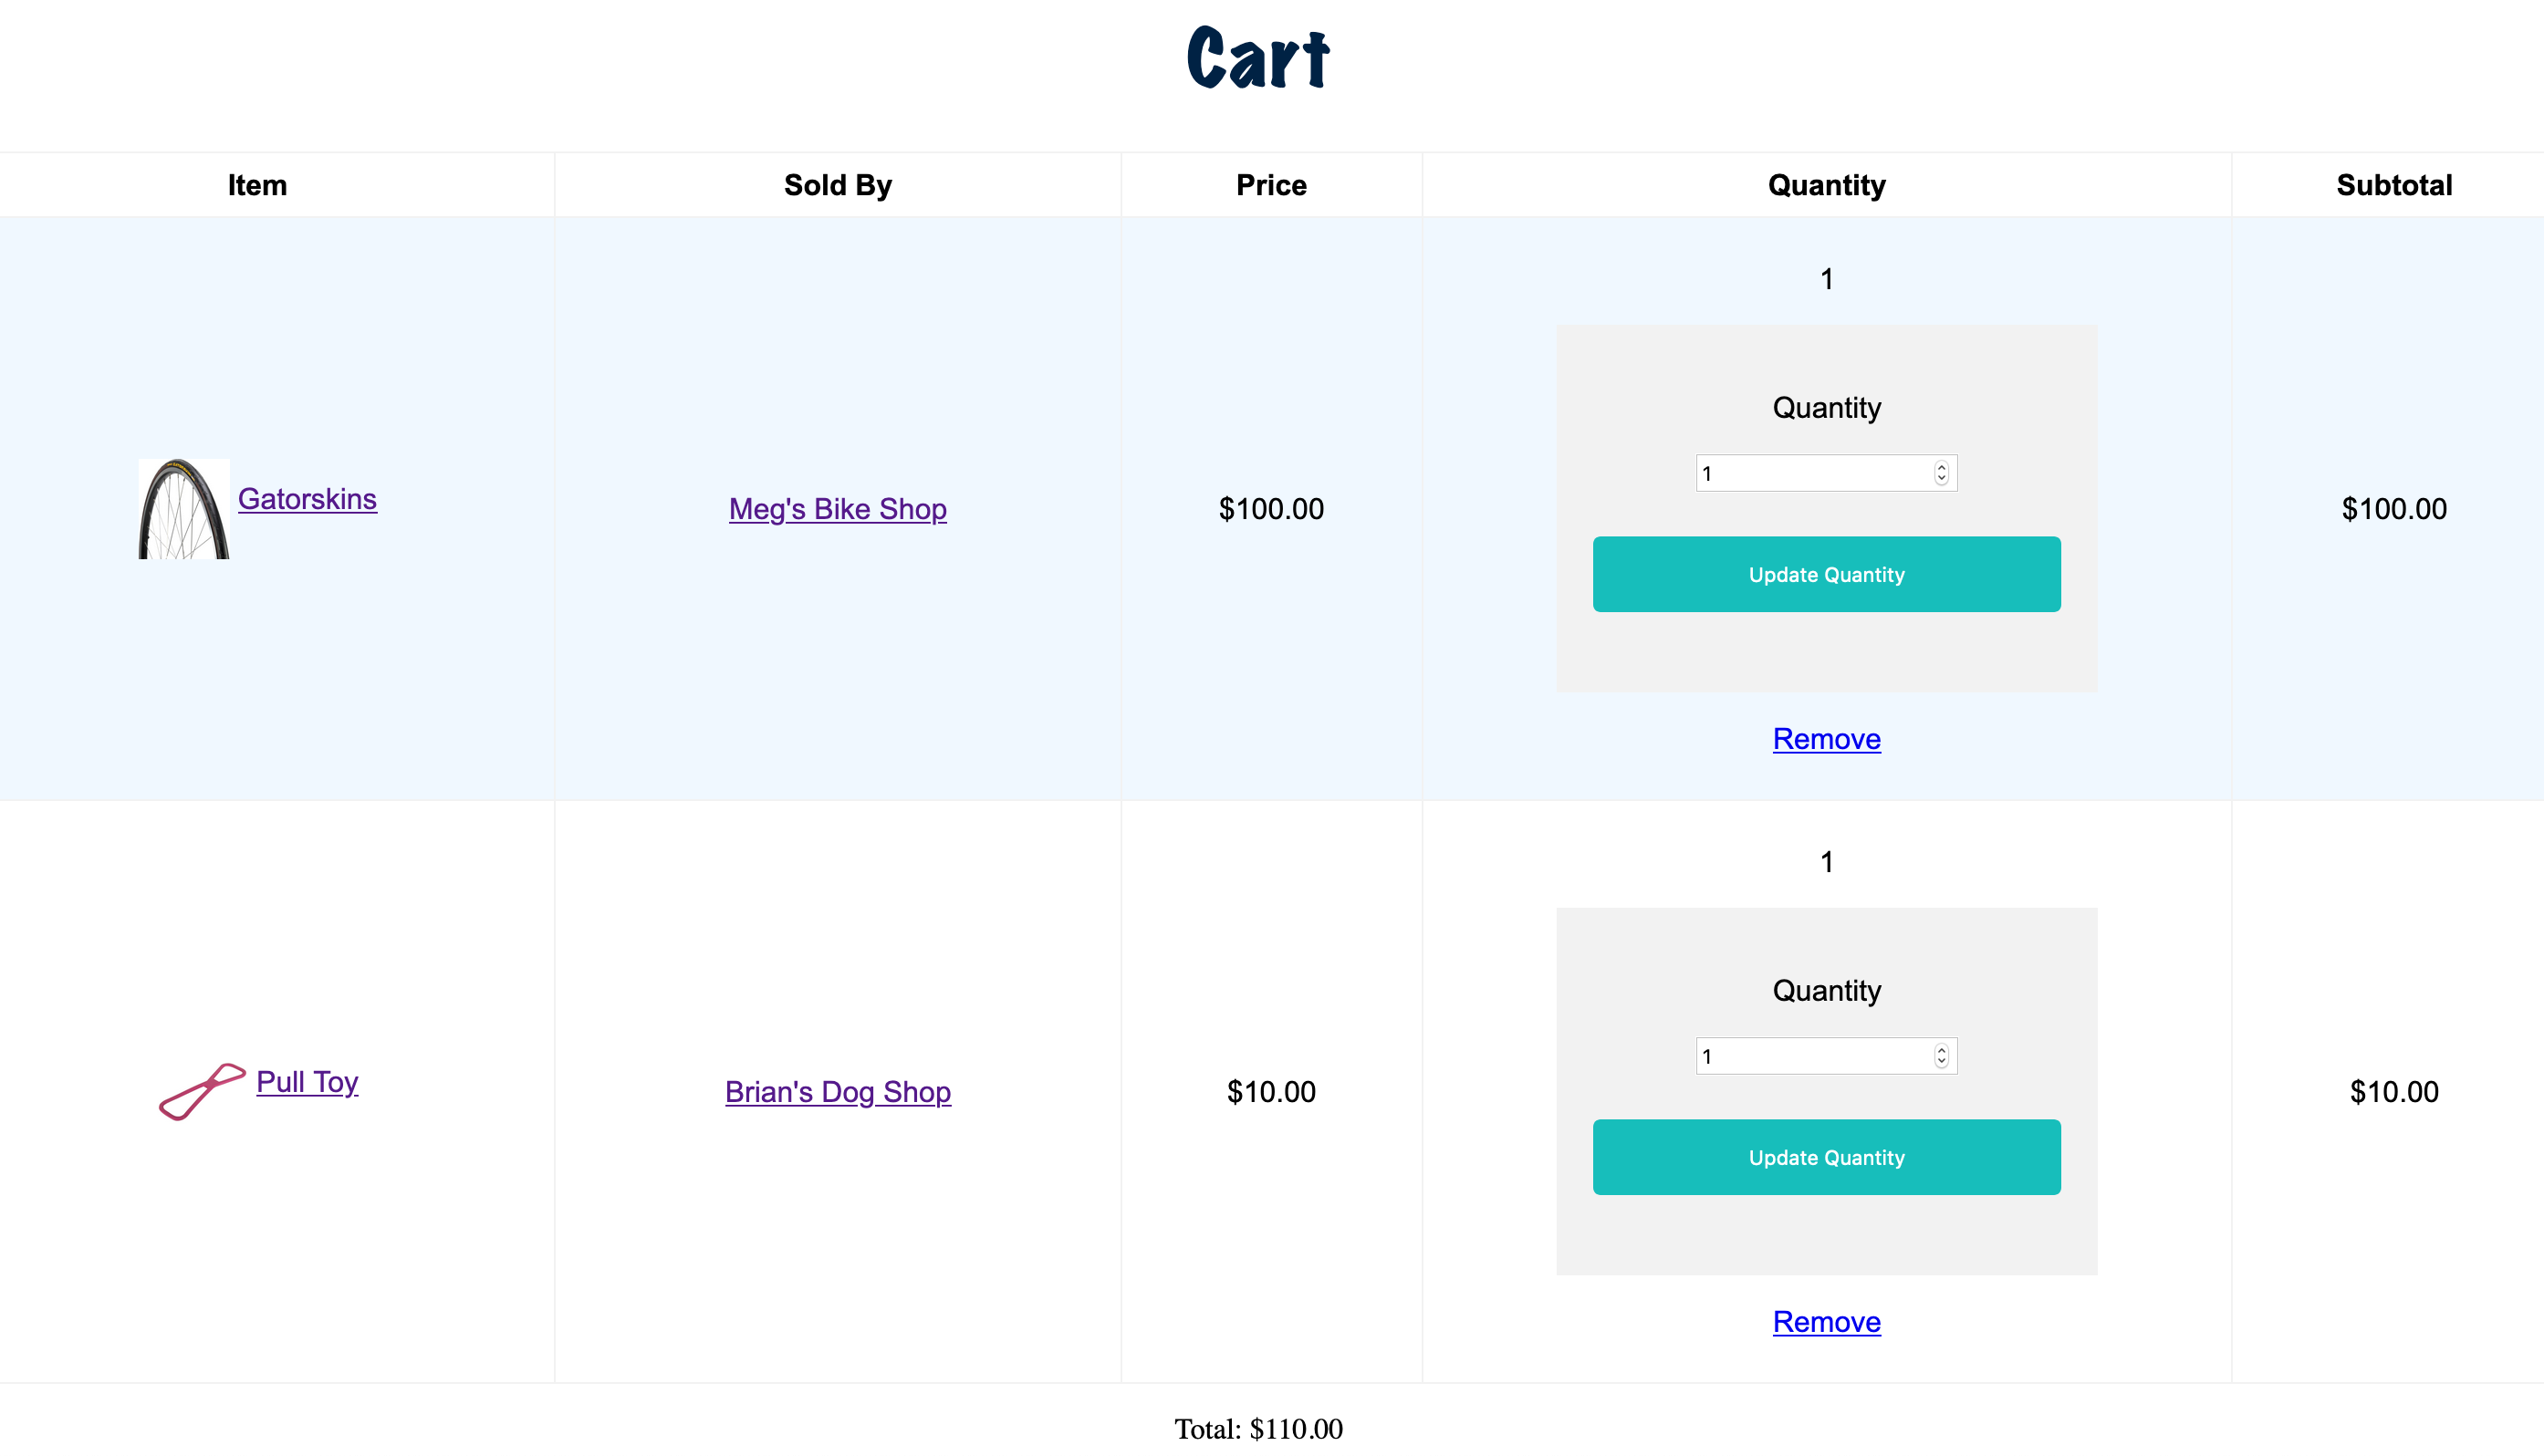 Cart
Item Sold By Price Quantity Subtotal
1
Quantity
Gatorskins Meg's Bike Shop $100.00 1 $100.00
Update Quantity
Remove
1
Quantity
Pull Toy Brian's Dog Shop $10.00 1 $10.00
Update Quantity
Remove
Total: $110.00